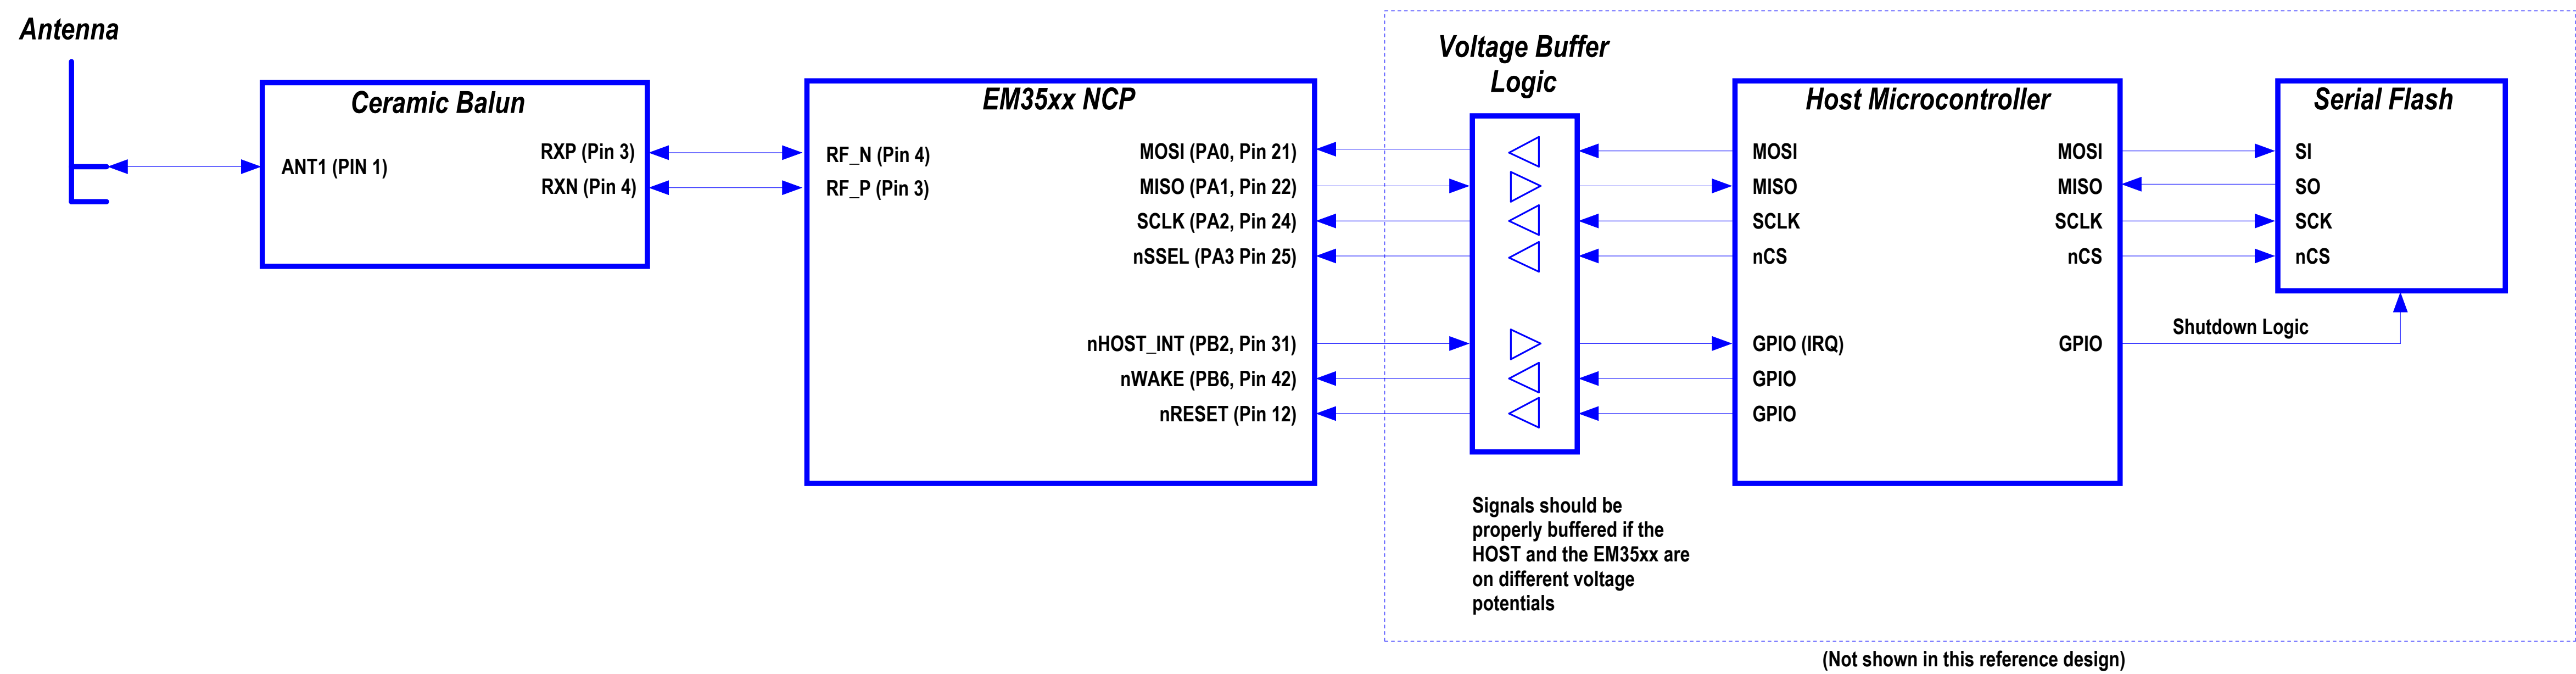 Antenna
Ceramic Balun
ANT1 (PIN 1)
RXP (Pin 3)
RXN (Pin 4)
EM35xx NCP
RF_N (Pin 4)
RF_P (Pin 3)
MOSI (PA0, Pin 21)
MISO (PA1, Pin 22)
SCLK (PA2, Pin 24)
nSSEL (PA3 Pin 25)
nHOST_INT (PB2, Pin 31)
nWAKE (PB6, Pin 42)
nRESET (Pin 12)
Voltage Buffer
Logic
Signals should be
properly buffered if the
HOST and the EM35xx are
on different voltage
potentials
Host Microcontroller
MOSI
MISO
SCLK
nCS
GPIO (IRQ)
GPIO
GPIO
MOSI
MISO
SCLK
nCS
GPIO
Shutdown Logic
Serial Flash
SI
SO
SCK
nCS
(Not shown in this reference design)